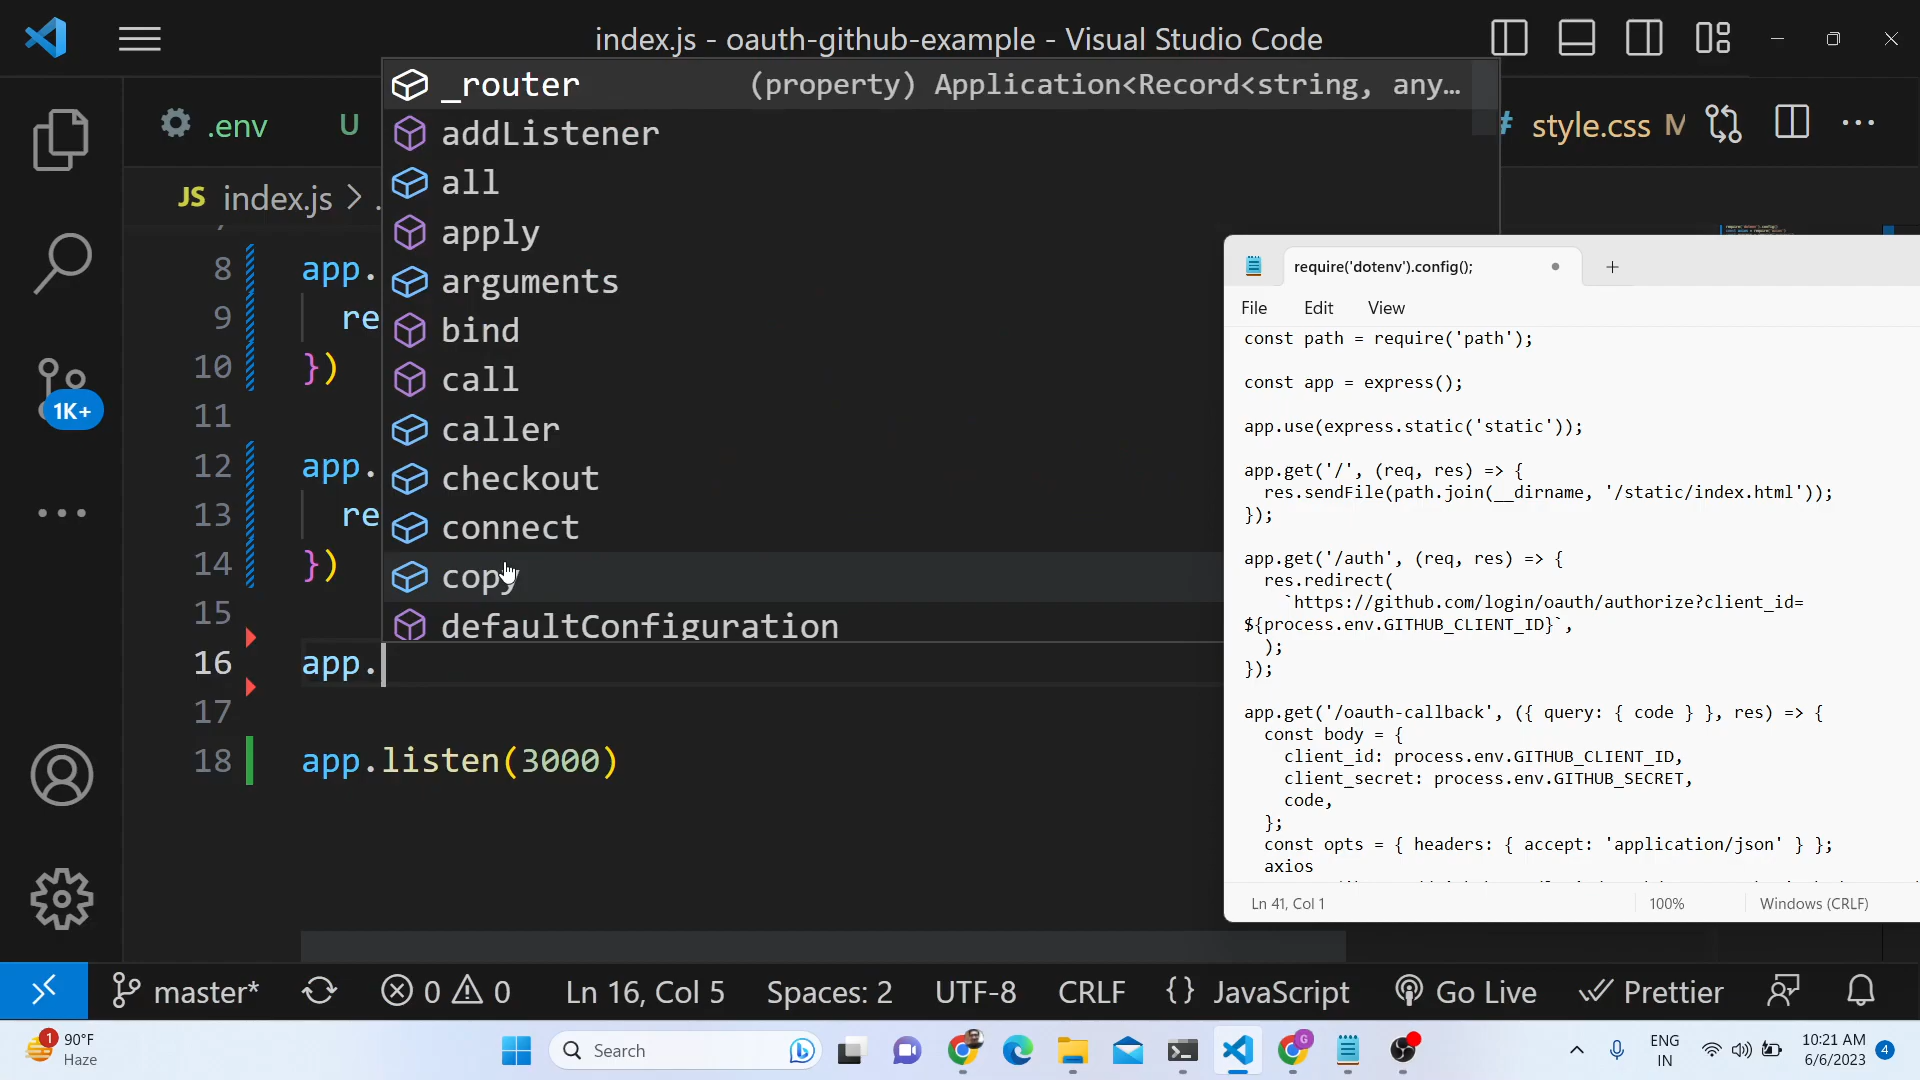 index.js - oauth-github-example - Visual Studio Code
.env U
style.css M
JS index.js > .
_router (property) Application<Record<string, any…
addListener
all
apply
arguments
bind
call
caller
checkout
connect
copy
defaultConfiguration
8 app.
9 re
10 })
11
12 app.
13 re
14 })
15
16 app.
17
18 app.listen(3000)
1K+
require('dotenv').config();
File Edit View
const path = require('path');
const app = express();
app.use(express.static('static'));
app.get('/', (req, res) => {
res.sendFile(path.join(__dirname, '/static/index.html'));
});
app.get('/auth', (req, res) => {
res.redirect(
`https://github.com/login/oauth/authorize?client_id=
${process.env.GITHUB_CLIENT_ID}`,
);
});
app.get('/oauth-callback', ({ query: { code } }, res) => {
const body = {
client_id: process.env.GITHUB_CLIENT_ID,
client_secret: process.env.GITHUB_SECRET,
code,
};
const opts = { headers: { accept: 'application/json' } };
axios
Ln 41, Col 1 100% Windows (CRLF)
master* 0 0 Ln 16, Col 5 Spaces: 2 UTF-8 CRLF {} JavaScript Go Live Prettier
1 90°F
Haze
Search
G
ENG
IN
10:21 AM
6/6/2023
4